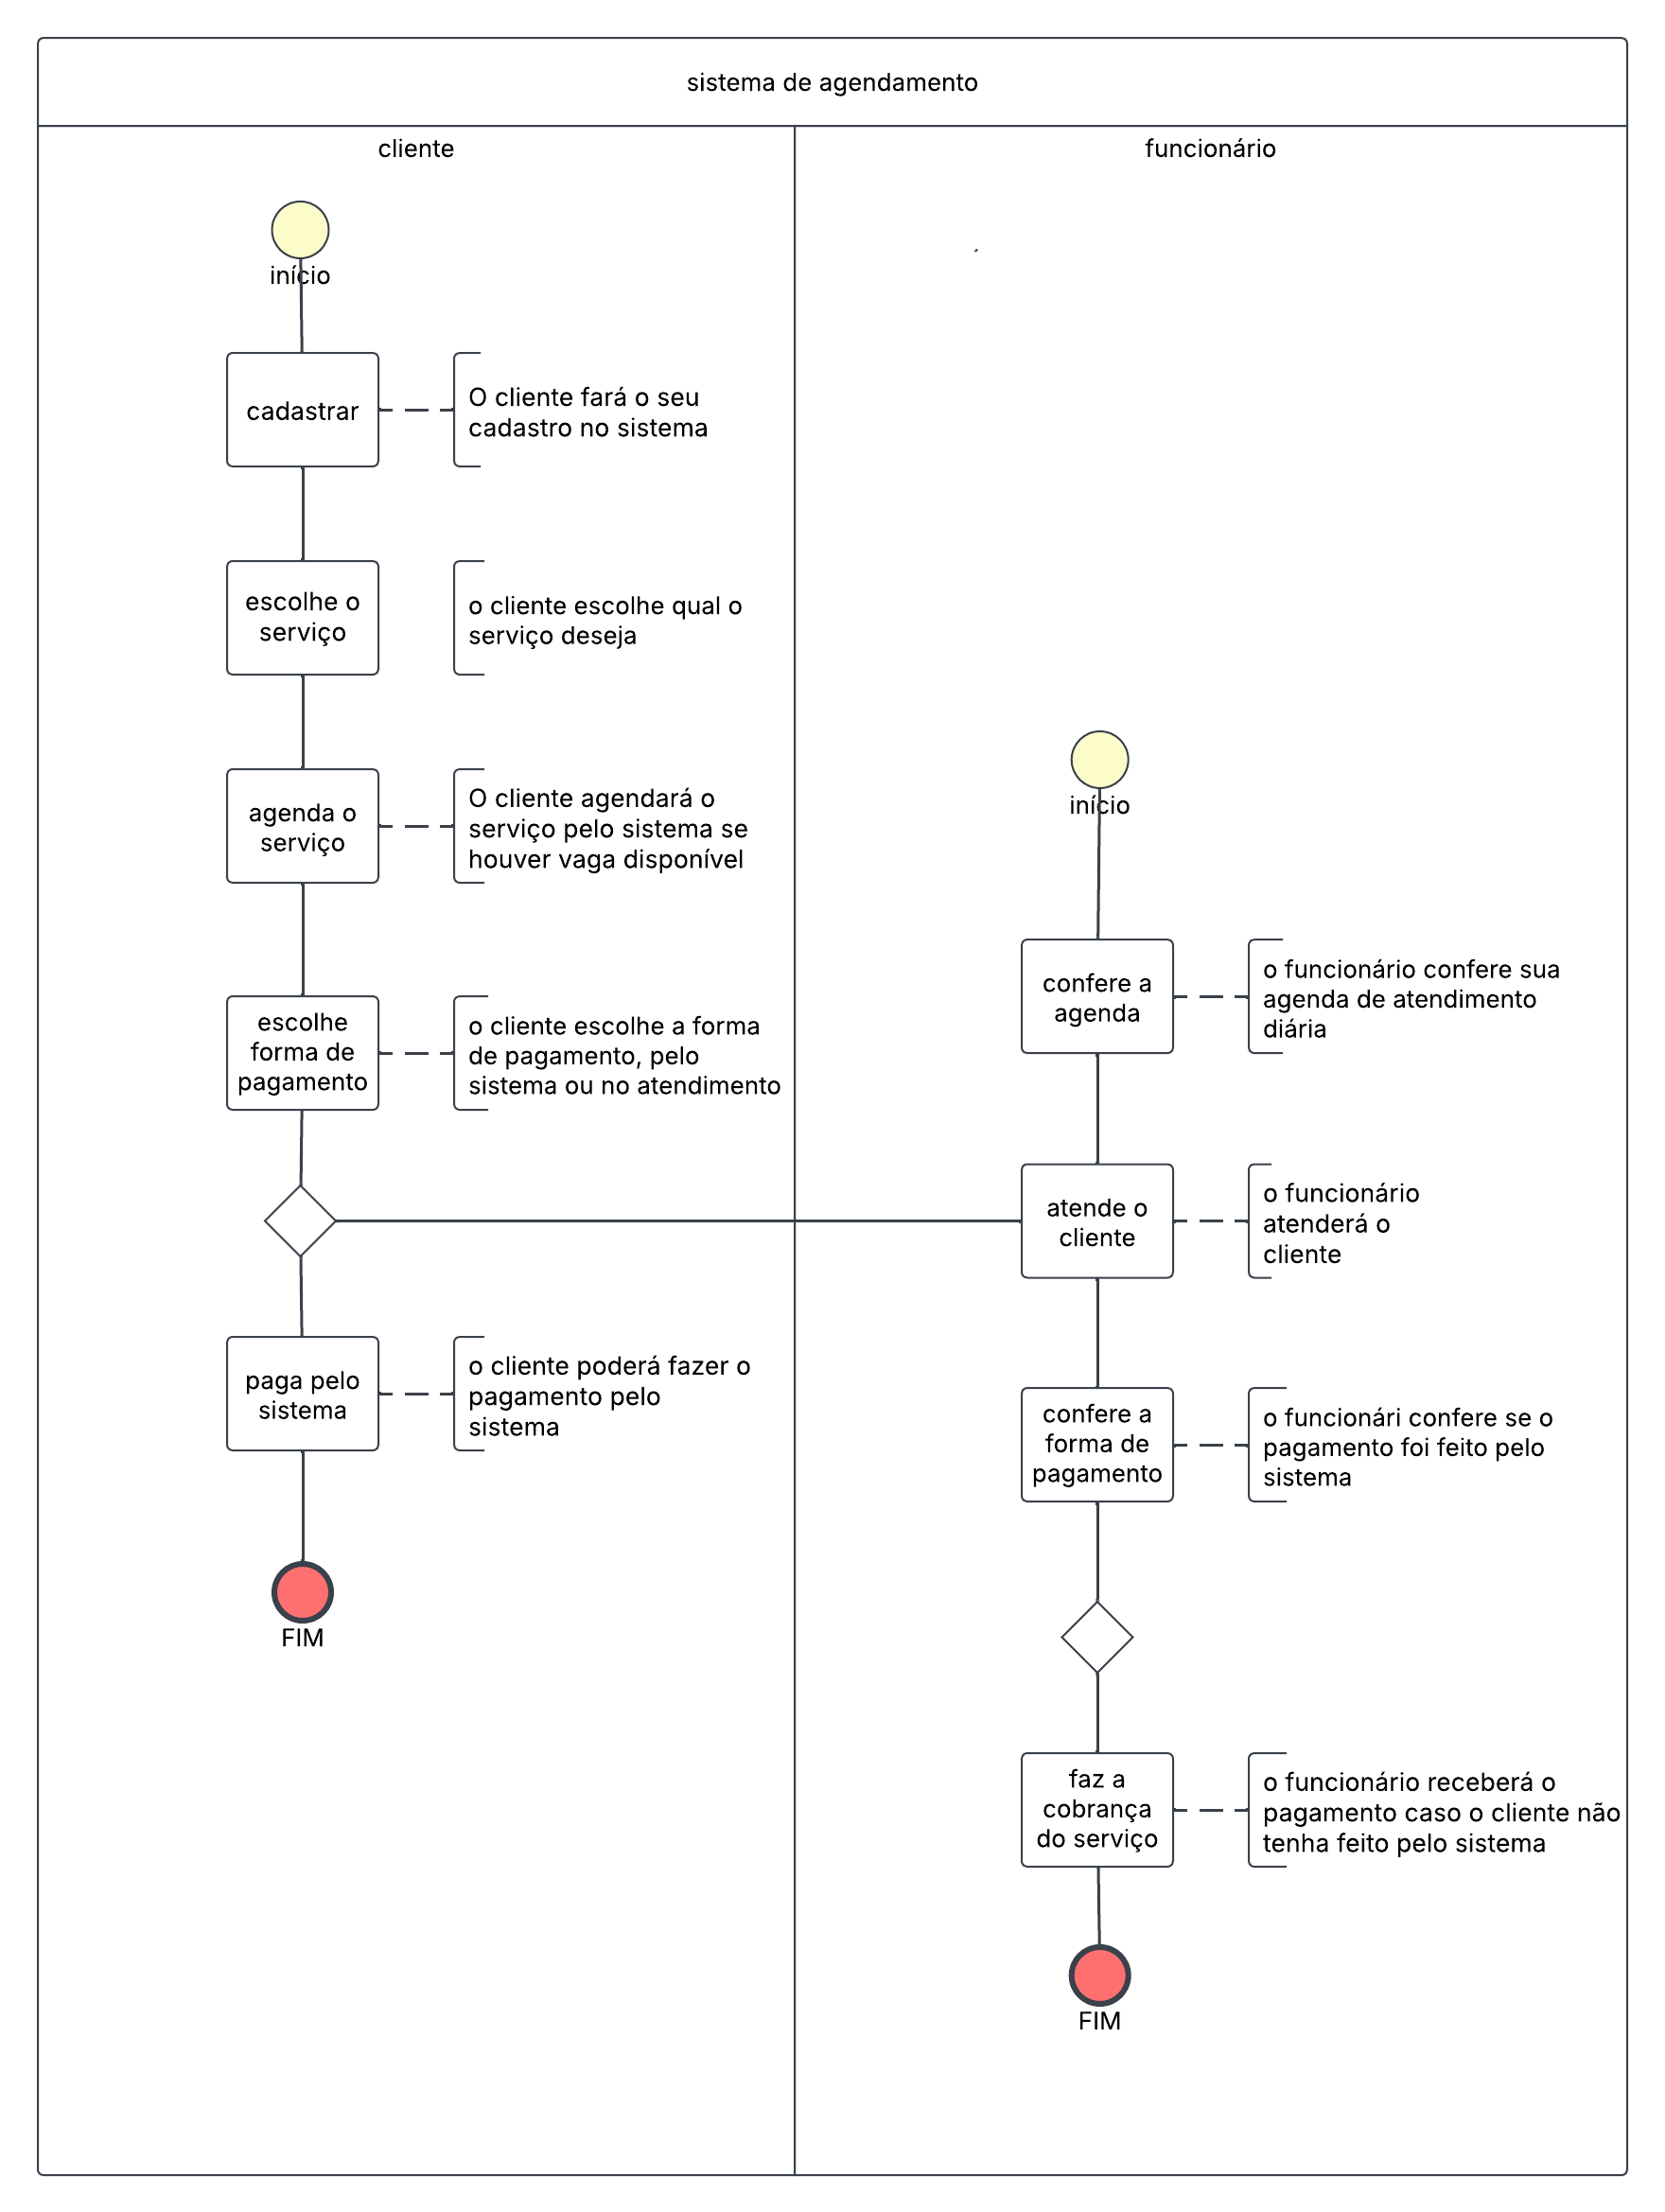 sistema de agendamento
cliente
funcionário
início
cadastrar
O cliente fará o seu
cadastro no sistema
escolhe o
serviço
o cliente escolhe qual o
serviço deseja
agenda o
serviço
O cliente agendará o
serviço pelo sistema se
houver vaga disponível
escolhe
forma de
pagamento
o cliente escolhe a forma
de pagamento, pelo
sistema ou no atendimento
paga pelo
sistema
o cliente poderá fazer o
pagamento pelo
sistema
FIM
início
confere a
agenda
o funcionário confere sua
agenda de atendimento
diária
atende o
cliente
o funcionário
atenderá o
cliente
confere a
forma de
pagamento
o funcionári confere se o
pagamento foi feito pelo
sistema
faz a
cobrança
do serviço
o funcionário receberá o
pagamento caso o cliente não
tenha feito pelo sistema
FIM